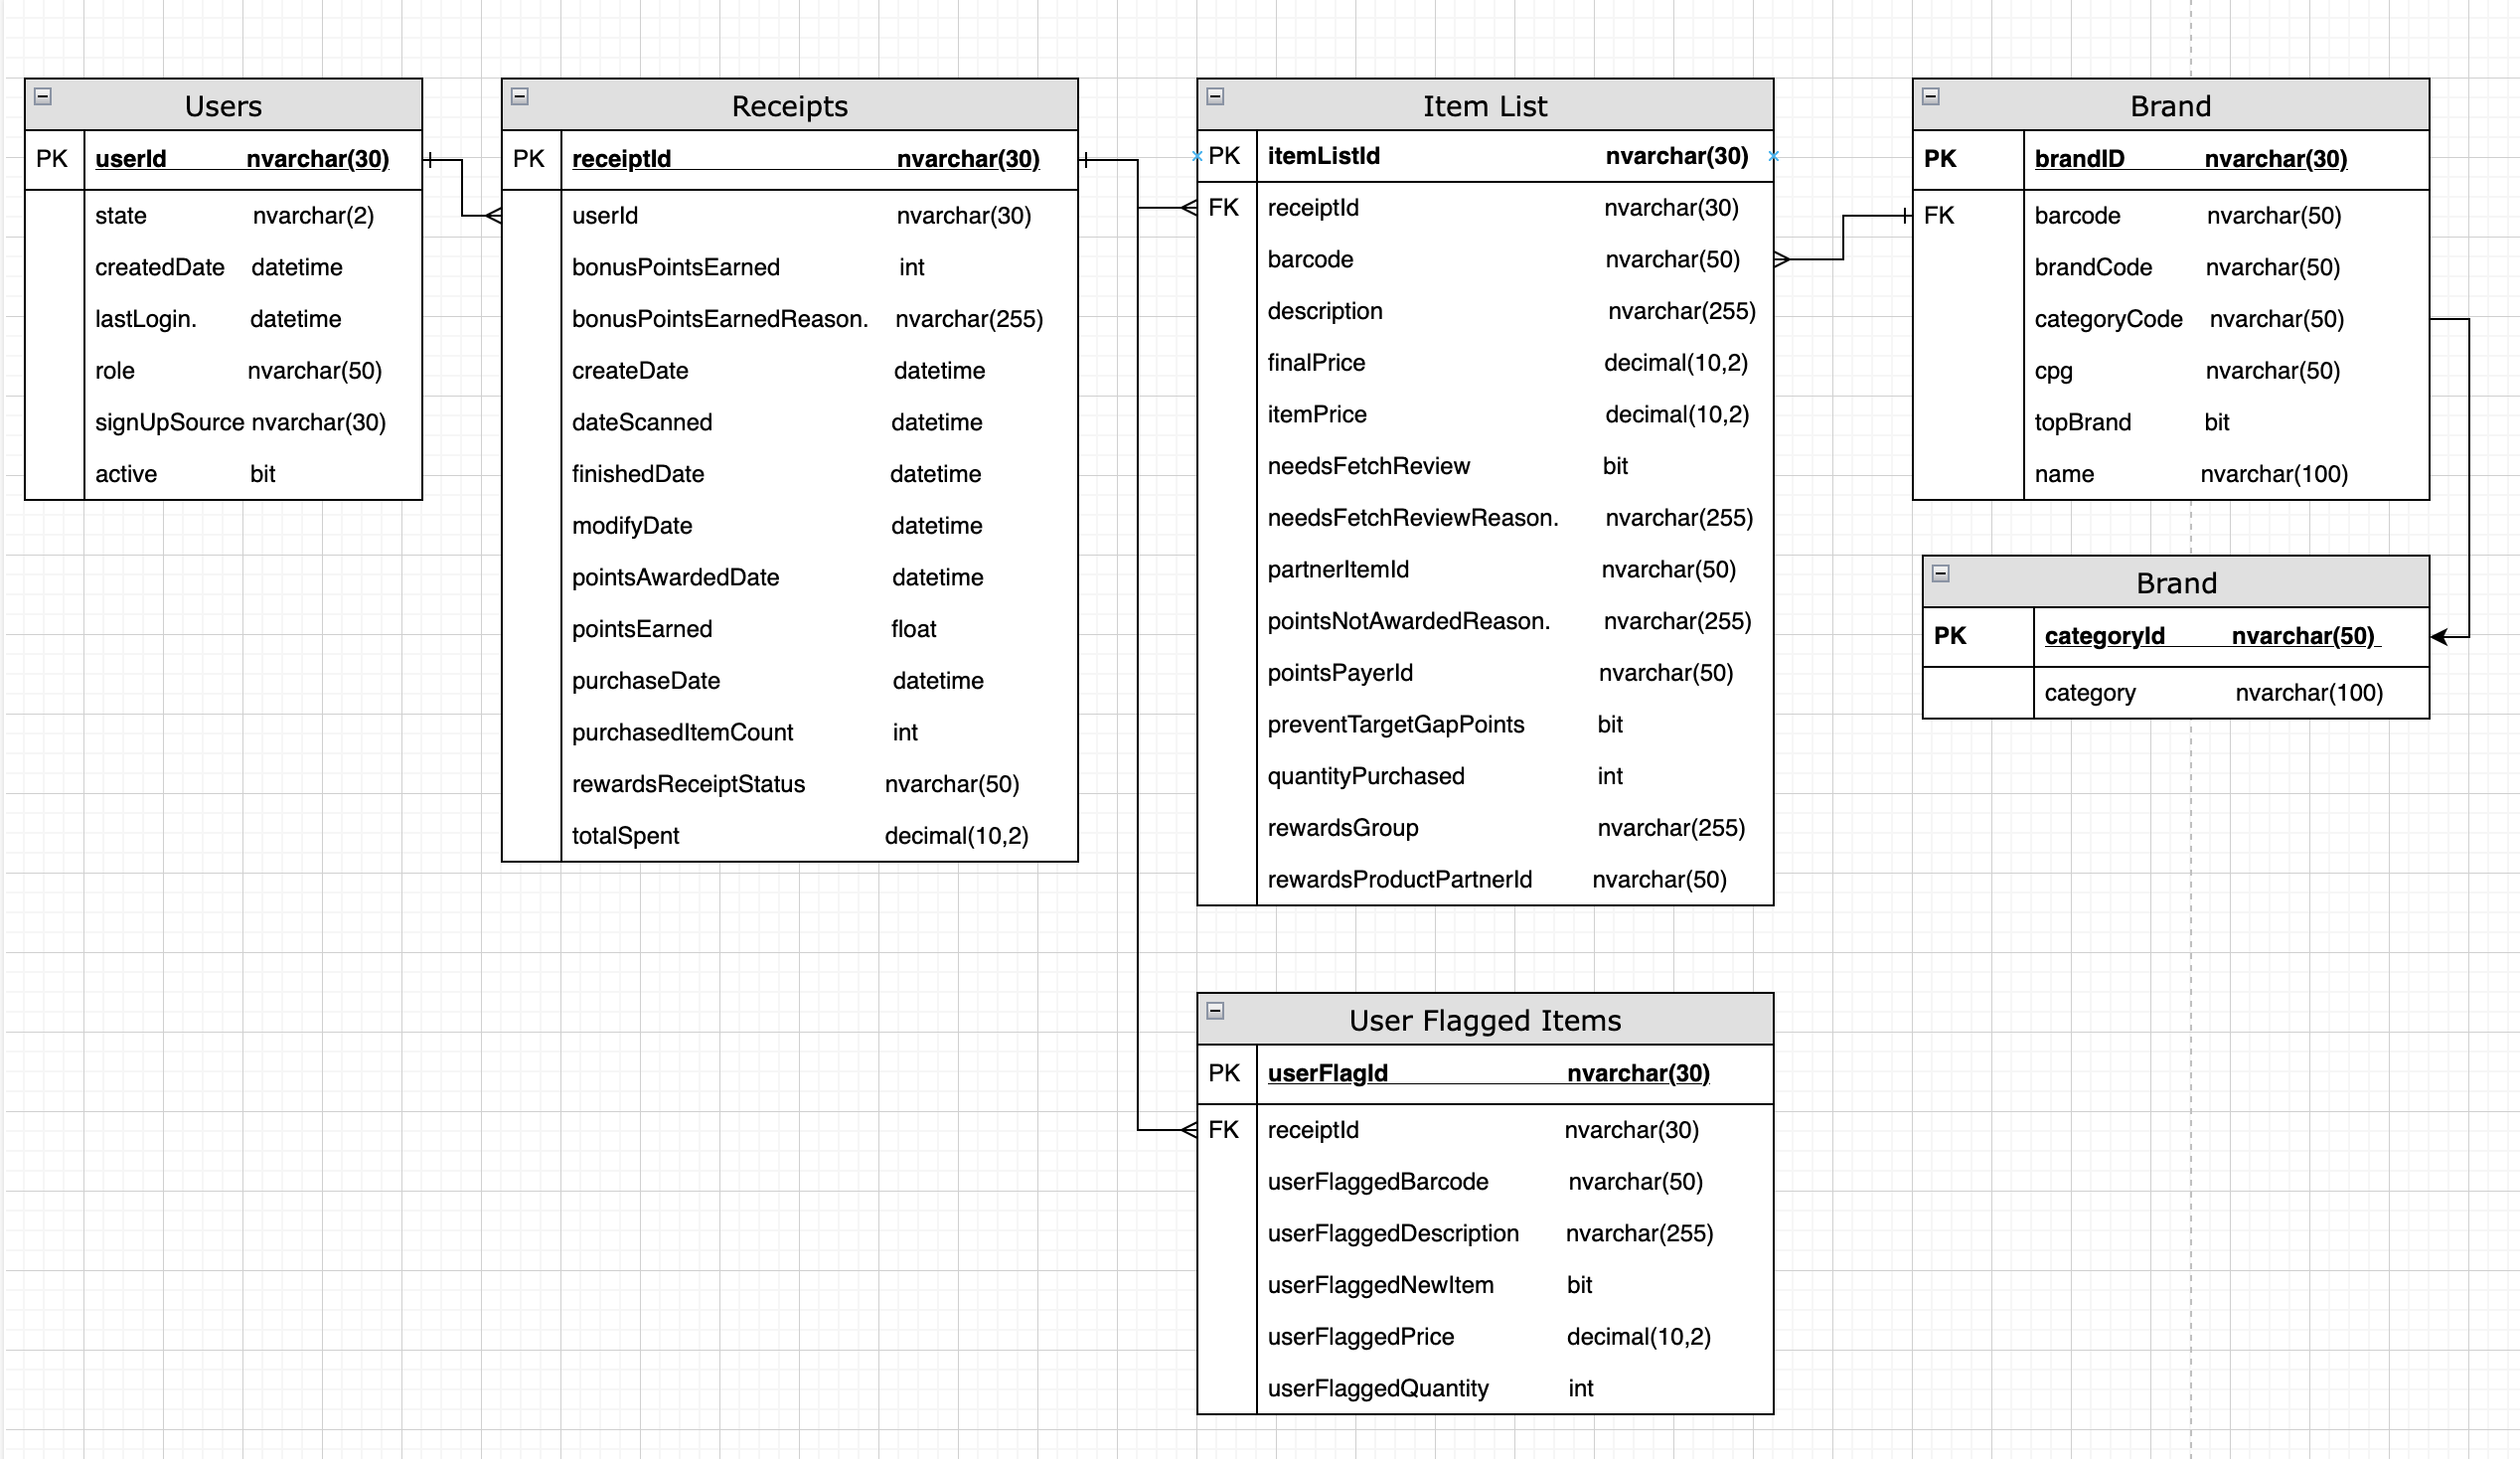 Users
PK userId nvarchar(30)
state nvarchar(2)
createdDate datetime
lastLogin. datetime
role nvarchar(50)
signUpSource nvarchar(30)
active bit
Receipts
PK receiptId nvarchar(30)
userId nvarchar(30)
bonusPointsEarned int
bonusPointsEarnedReason. nvarchar(255)
createDate datetime
dateScanned datetime
finishedDate datetime
modifyDate datetime
pointsAwardedDate datetime
pointsEarned float
purchaseDate datetime
purchasedItemCount int
rewardsReceiptStatus nvarchar(50)
totalSpent decimal(10,2)
Item List
PK itemListId nvarchar(30)
FK receiptId nvarchar(30)
barcode nvarchar(50)
description nvarchar(255)
finalPrice decimal(10,2)
itemPrice decimal(10,2)
needsFetchReview bit
needsFetchReviewReason. nvarchar(255)
partnerItemId nvarchar(50)
pointsNotAwardedReason. nvarchar(255)
pointsPayerId nvarchar(50)
preventTargetGapPoints bit
quantityPurchased int
rewardsGroup nvarchar(255)
rewardsProductPartnerId nvarchar(50)
Brand
PK brandID nvarchar(30)
FK barcode nvarchar(50)
brandCode nvarchar(50)
categoryCode nvarchar(50)
cpg nvarchar(50)
topBrand bit
name nvarchar(100)
Brand
PK categoryId nvarchar(50)
category nvarchar(100)
User Flagged Items
PK userFlagId nvarchar(30)
FK receiptId nvarchar(30)
userFlaggedBarcode nvarchar(50)
userFlaggedDescription nvarchar(255)
userFlaggedNewItem bit
userFlaggedPrice decimal(10,2)
userFlaggedQuantity int